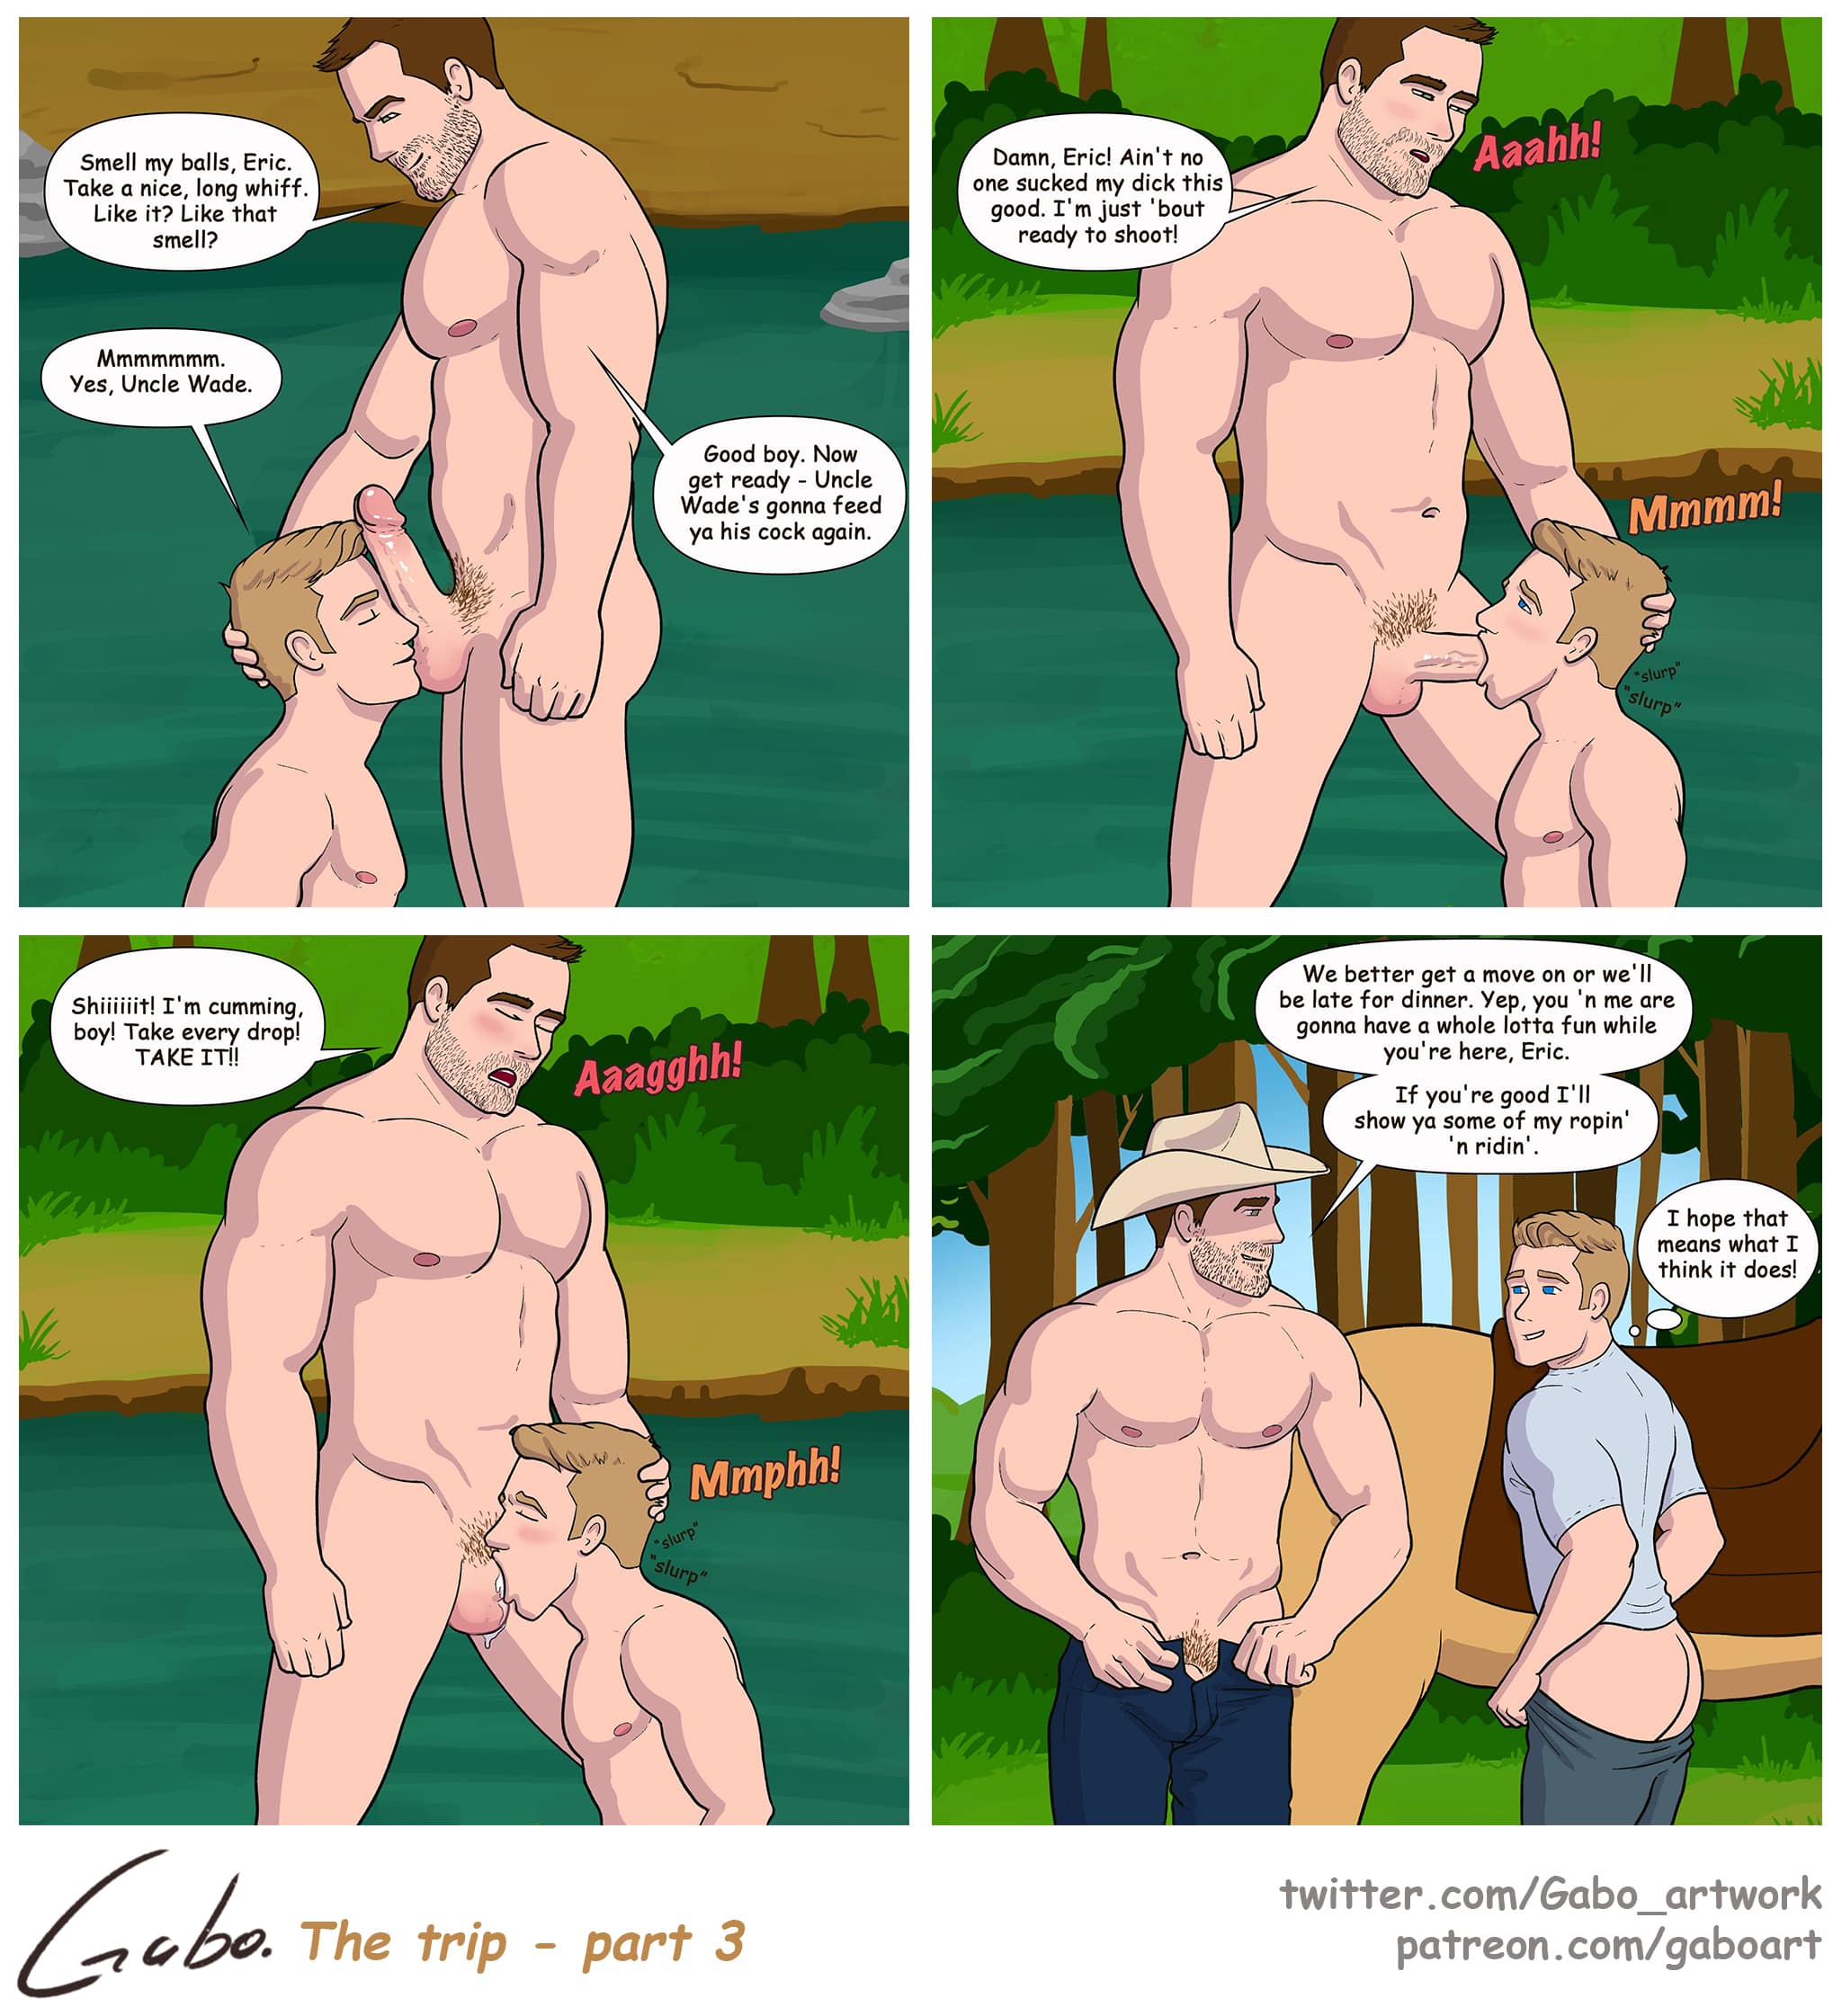 Smell my balls, Eric.
Take a nice, long whiff.
Like it? Like that
smell?
Mmmmmmm.
Yes, Uncle Wade.
Good boy. Now
get ready - Uncle
Wade's gonna feed
ya his cock again.
Damn, Eric! Ain't no
one sucked my dick this
good. I'm just 'bout
ready to shoot!
Aaahh!
Mmmm!
"slurp"
"slurp"
Shiiiiiit! I'm cumming,
boy! Take every drop!
TAKE IT!!
Aaagghh!
Mmphh!
"slurp"
"slurp"
We better get a move on or we'll
be late for dinner. Yep, you 'n me are
gonna have a whole lotta fun while
you're here, Eric.
If you're good I'll
show ya some of my ropin'
'n ridin'.
I hope that
means what I
think it does!
Gabo. The trip - part 3
twitter.com/Gabo_artwork
patreon.com/gaboart